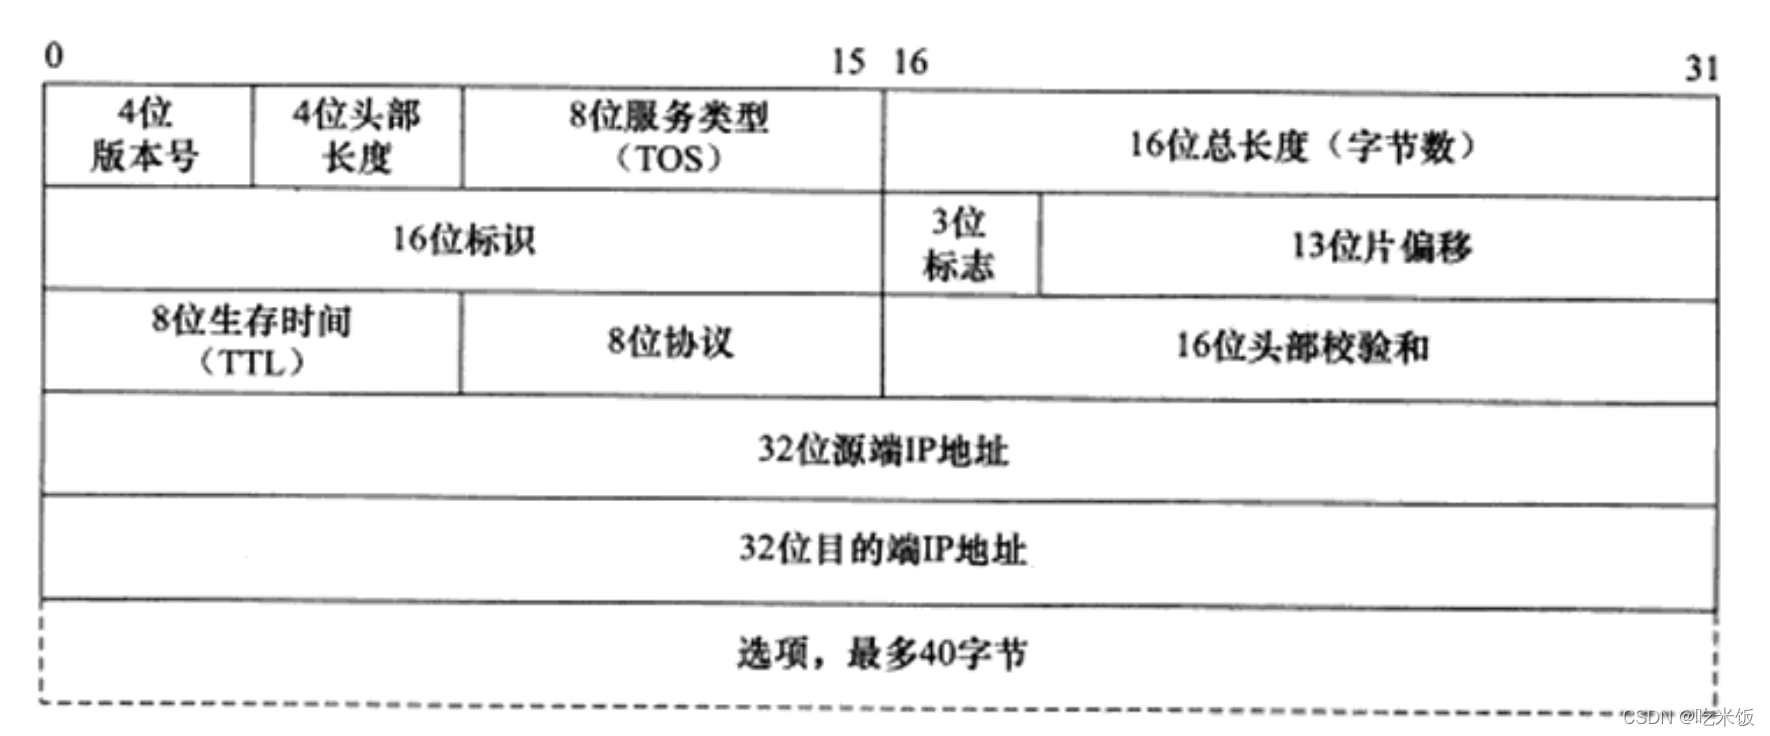 0 15 16 31
4位
版本号
4位头部
长度
8位服务类型
（TOS）
16位总长度（字节数）
16位标识
3位
标志
13位片偏移
8位生存时间
（TTL）
8位协议
16位头部校验和
32位源端IP地址
32位目的端IP地址
选项，最多40字节
CSDN @吃米饭